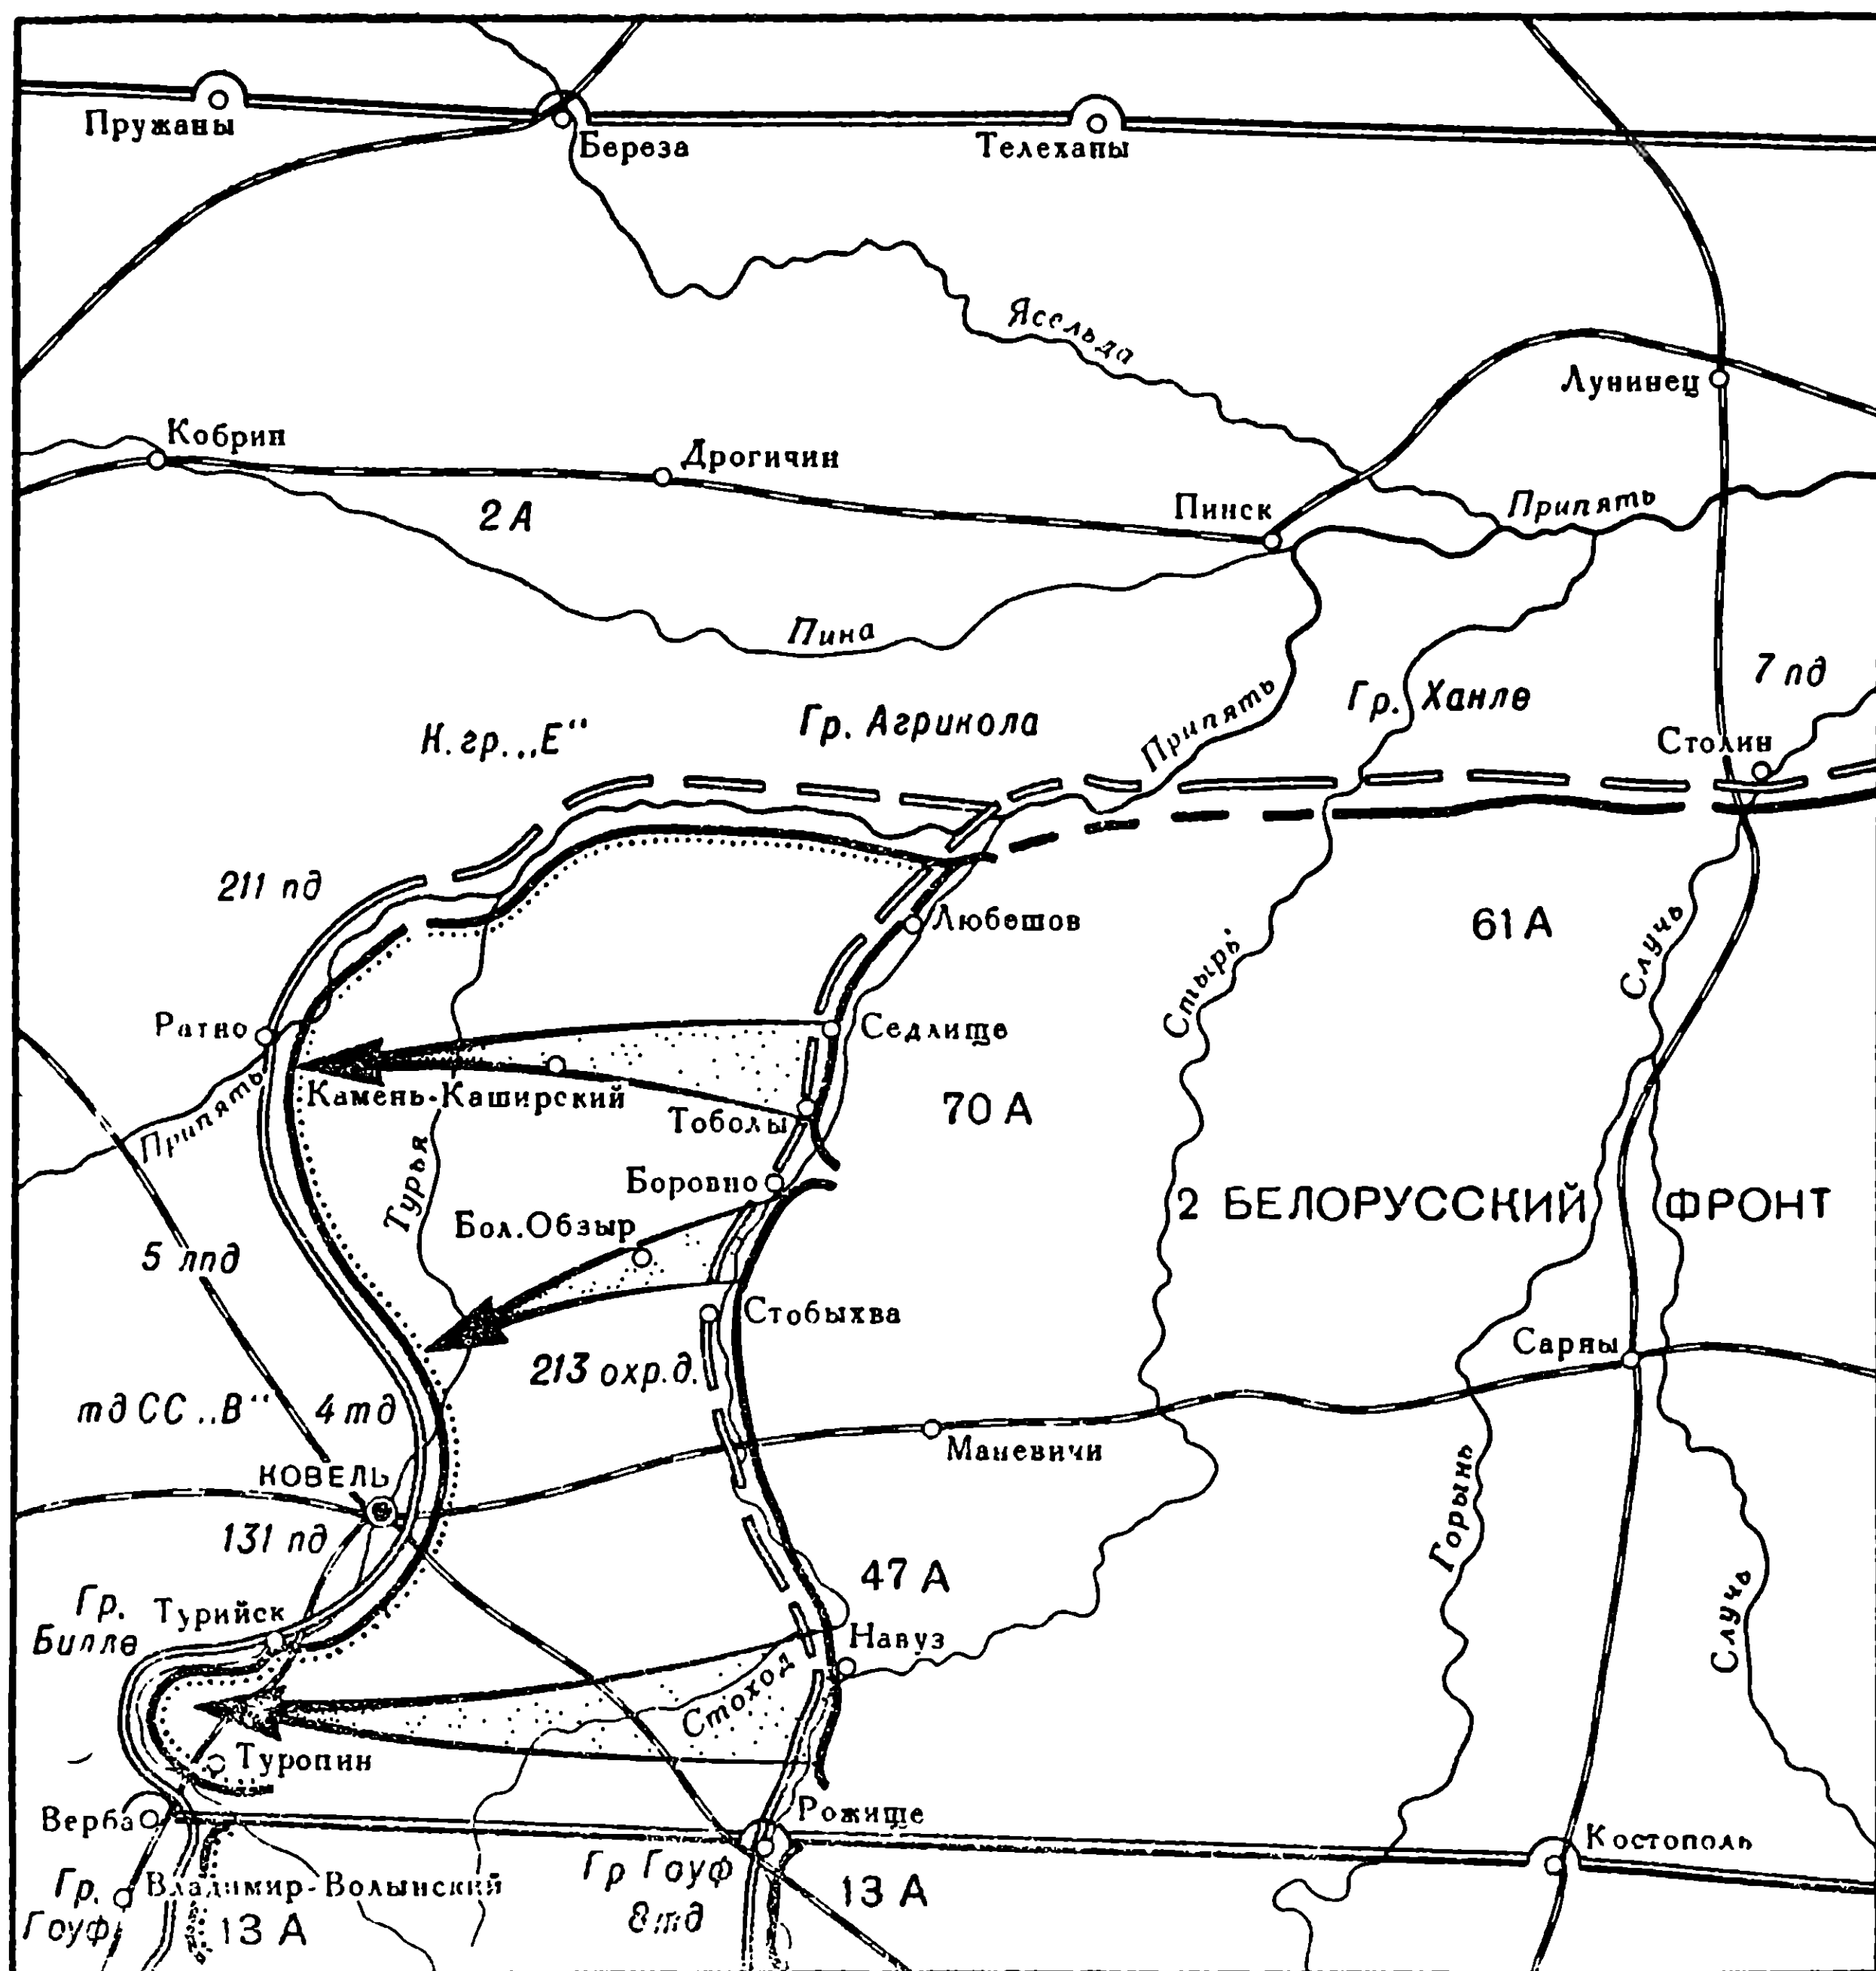 Пружаны
Береза
Телеханы
Ясельда
Лунинец
Кобрин
Дрогичин
2 А
Пинск
Припять
Пина
7 пд
Гр. Ханле
Припять
Гр. Агрикола
К. гр. „Е“
Столин
211 пд
Любешов
61 А
Случь
Стырь
Ратно
Седлище
Камень-Каширский
Тоболы
70 А
Припять
Турья
Боровно
2 БЕЛОРУССКИЙ ФРОНТ
Бол. Обзыр
5 лпд
Стобыхва
Сарны
213 охр. д.
тд СС „В“
4 тд
Маневичи
КОВЕЛЬ
Горынь
131 пд
47 А
Гр.
Билле
Турийск
Навуз
Случь
Стоход
Туропин
Верба
Рожище
Костополь
Гр Гоуф
8 тд
13 А
Гр.
Гоуф
Владимир-Волынский
13 А